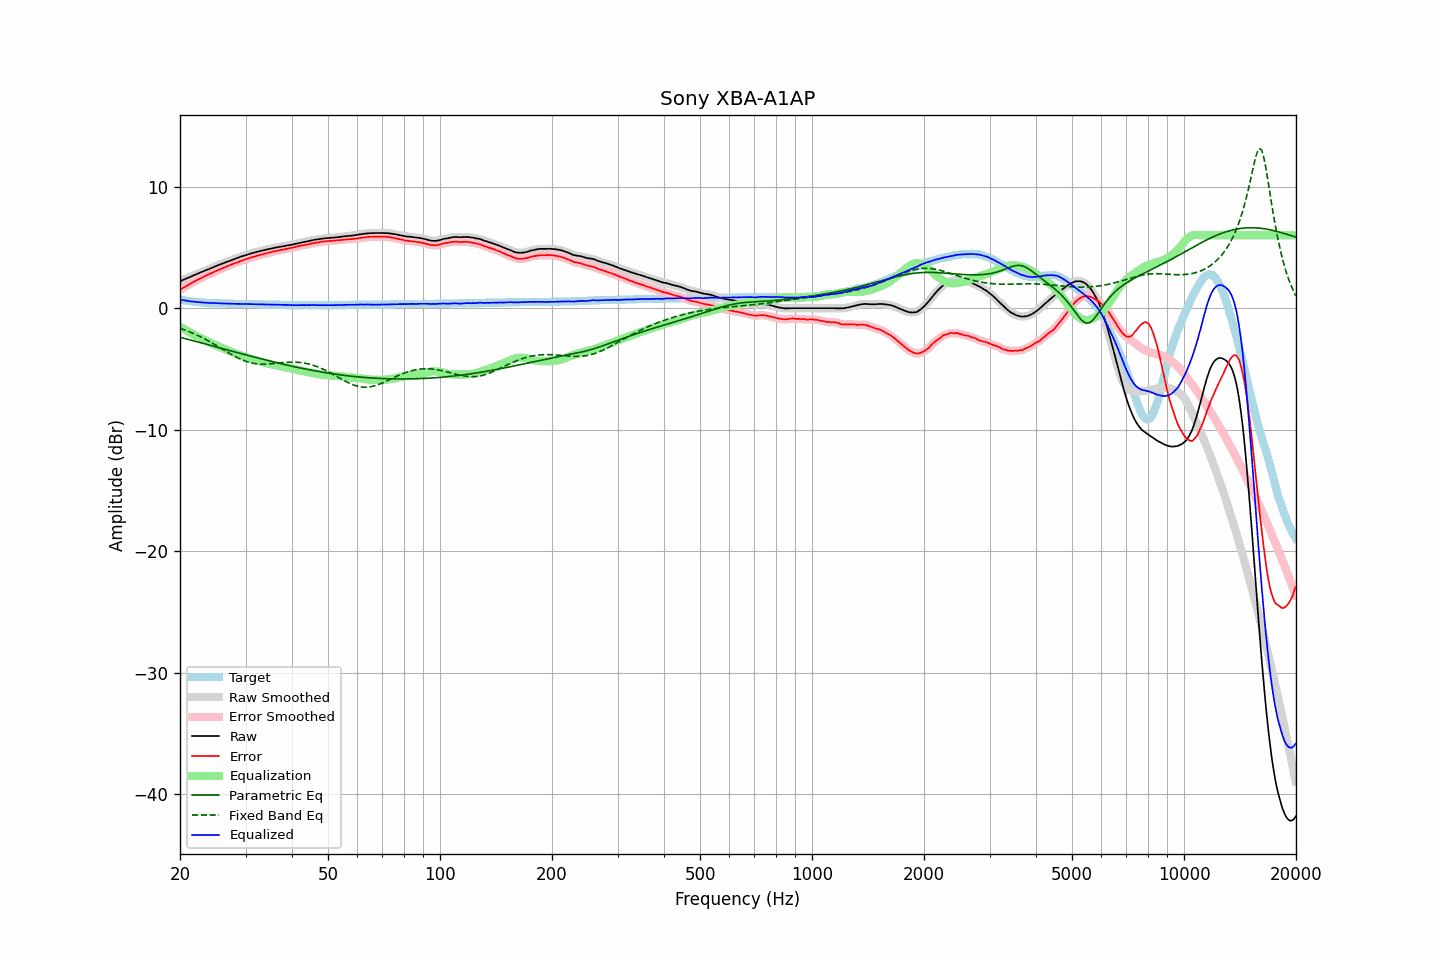 Sony XBA-A1AP
Amplitude (dBr)
10
0
−10
−20
−30
−40
Target
Raw Smoothed
Error Smoothed
Raw
Error
Equalization
Parametric Eq
Fixed Band Eq
Equalized
20 50 100 200 500 1000 2000 5000 10000 20000
Frequency (Hz)